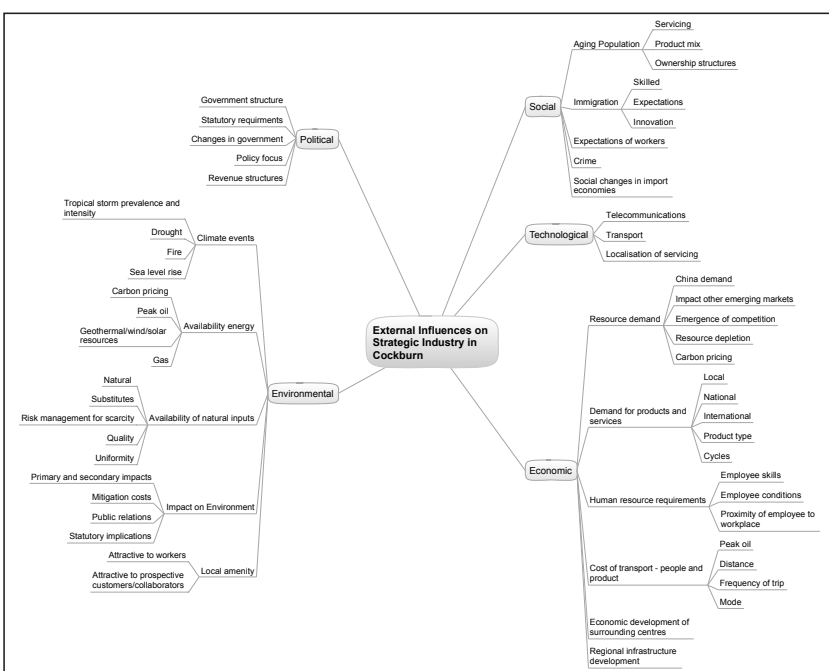 External Influences on
Strategic Industry in
Cockburn
Political
Government structure
Statutory requirments
Changes in government
Policy focus
Revenue structures
Environmental
Climate events
Tropical storm prevalence and
intensity
Drought
Fire
Sea level rise
Availability energy
Carbon pricing
Peak oil
Geothermal/wind/solar
resources
Gas
Availability of natural inputs
Natural
Substitutes
Risk management for scarcity
Quality
Uniformity
Impact on Environment
Primary and secondary impacts
Mitigation costs
Public relations
Statutory implications
Local amenity
Attractive to workers
Attractive to prospective
customers/collaborators
Social
Aging Population
Servicing
Product mix
Ownership structures
Immigration
Skilled
Expectations
Innovation
Expectations of workers
Crime
Social changes in import
economies
Technological
Telecommunications
Transport
Localisation of servicing
Economic
Resource demand
China demand
Impact other emerging markets
Emergence of competition
Resource depletion
Carbon pricing
Demand for products and
services
Local
National
International
Product type
Cycles
Human resource requirements
Employee skills
Employee conditions
Proximity of employee to
workplace
Cost of transport - people and
product
Peak oil
Distance
Frequency of trip
Mode
Economic development of
surrounding centres
Regional infrastructure
development